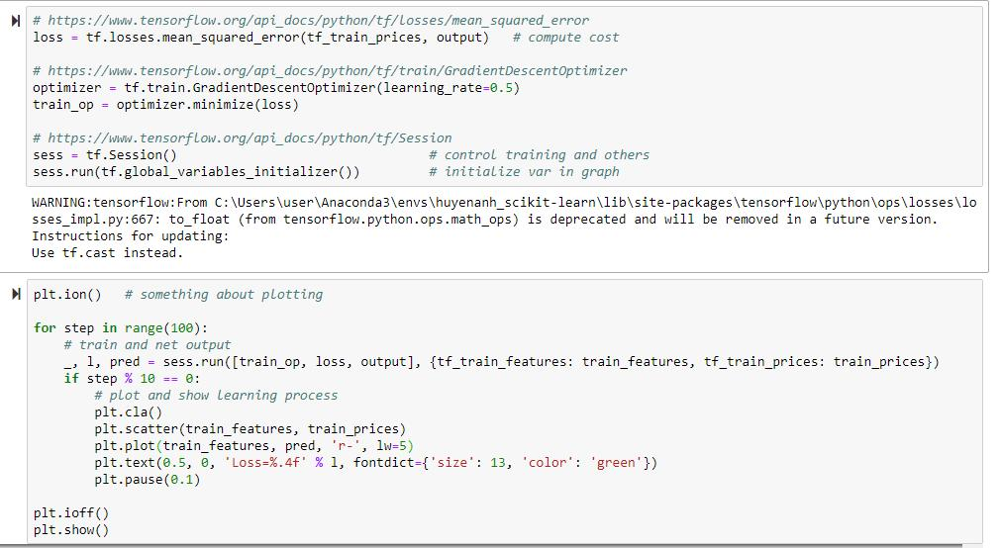 # https://www.tensorflow.org/api_docs/python/tf/losses/mean_squared_error
loss = tf.losses.mean_squared_error(tf_train_prices, output)   # compute cost
# https://www.tensorflow.org/api_docs/python/tf/train/GradientDescentOptimizer
optimizer = tf.train.GradientDescentOptimizer(learning_rate=0.5)
train_op = optimizer.minimize(loss)
# https://www.tensorflow.org/api_docs/python/tf/Session
sess = tf.Session()                                 # control training and others
sess.run(tf.global_variables_initializer())         # initialize var in graph
WARNING:tensorflow:From C:\Users\user\Anaconda3\envs\huyenanh_scikit-learn\lib\site-packages\tensorflow\python\ops\losses\lo
sses_impl.py:667: to_float (from tensorflow.python.ops.math_ops) is deprecated and will be removed in a future version.
Instructions for updating:
Use tf.cast instead.
plt.ion()   # something about plotting
for step in range(100):
    # train and net output
    _, l, pred = sess.run([train_op, loss, output], {tf_train_features: train_features, tf_train_prices: train_prices})
    if step % 10 == 0:
        # plot and show learning process
        plt.cla()
        plt.scatter(train_features, train_prices)
        plt.plot(train_features, pred, 'r-', lw=5)
        plt.text(0.5, 0, 'Loss=%.4f' % l, fontdict={'size': 13, 'color': 'green'})
        plt.pause(0.1)
plt.ioff()
plt.show()